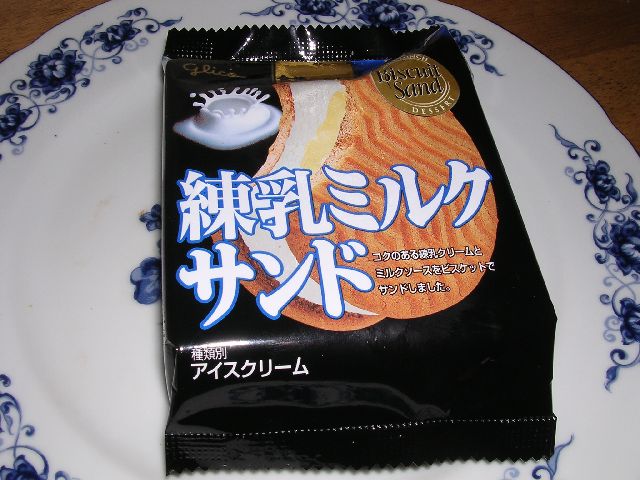 Glico
Biscuit
Sand
DESSERT
練乳ミルク
サンド
コクのある練乳クリームと
ミルクソースをビスケットで
サンドしました。
種類別
アイスクリーム